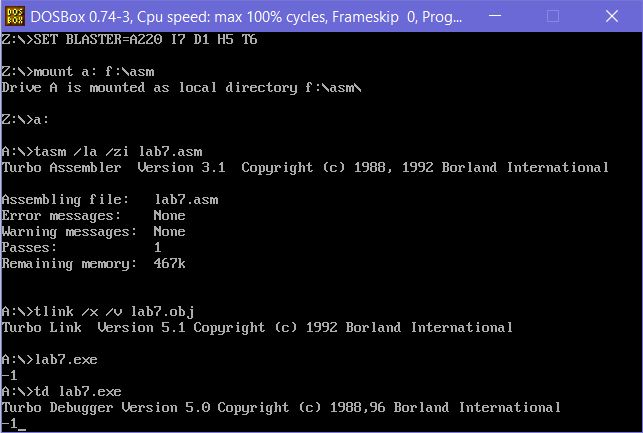 DOS BOX
DOSBox 0.74-3, Cpu speed: max 100% cycles, Frameskip  0, Prog...
Z:\>SET BLASTER=A220 I7 D1 H5 T6
Z:\>mount a: f:\asm
Drive A is mounted as local directory f:\asm\
Z:\>a:
A:\>tasm /la /zi lab7.asm
Turbo Assembler  Version 3.1  Copyright (c) 1988, 1992 Borland International
Assembling file:   lab7.asm
Error messages:    None
Warning messages:  None
Passes:            1
Remaining memory:  467k
A:\>tlink /x /v lab7.obj
Turbo Link  Version 5.1 Copyright (c) 1992 Borland International
A:\>lab7.exe
-1
A:\>td lab7.exe
Turbo Debugger Version 5.0 Copyright (c) 1988,96 Borland International
-1_